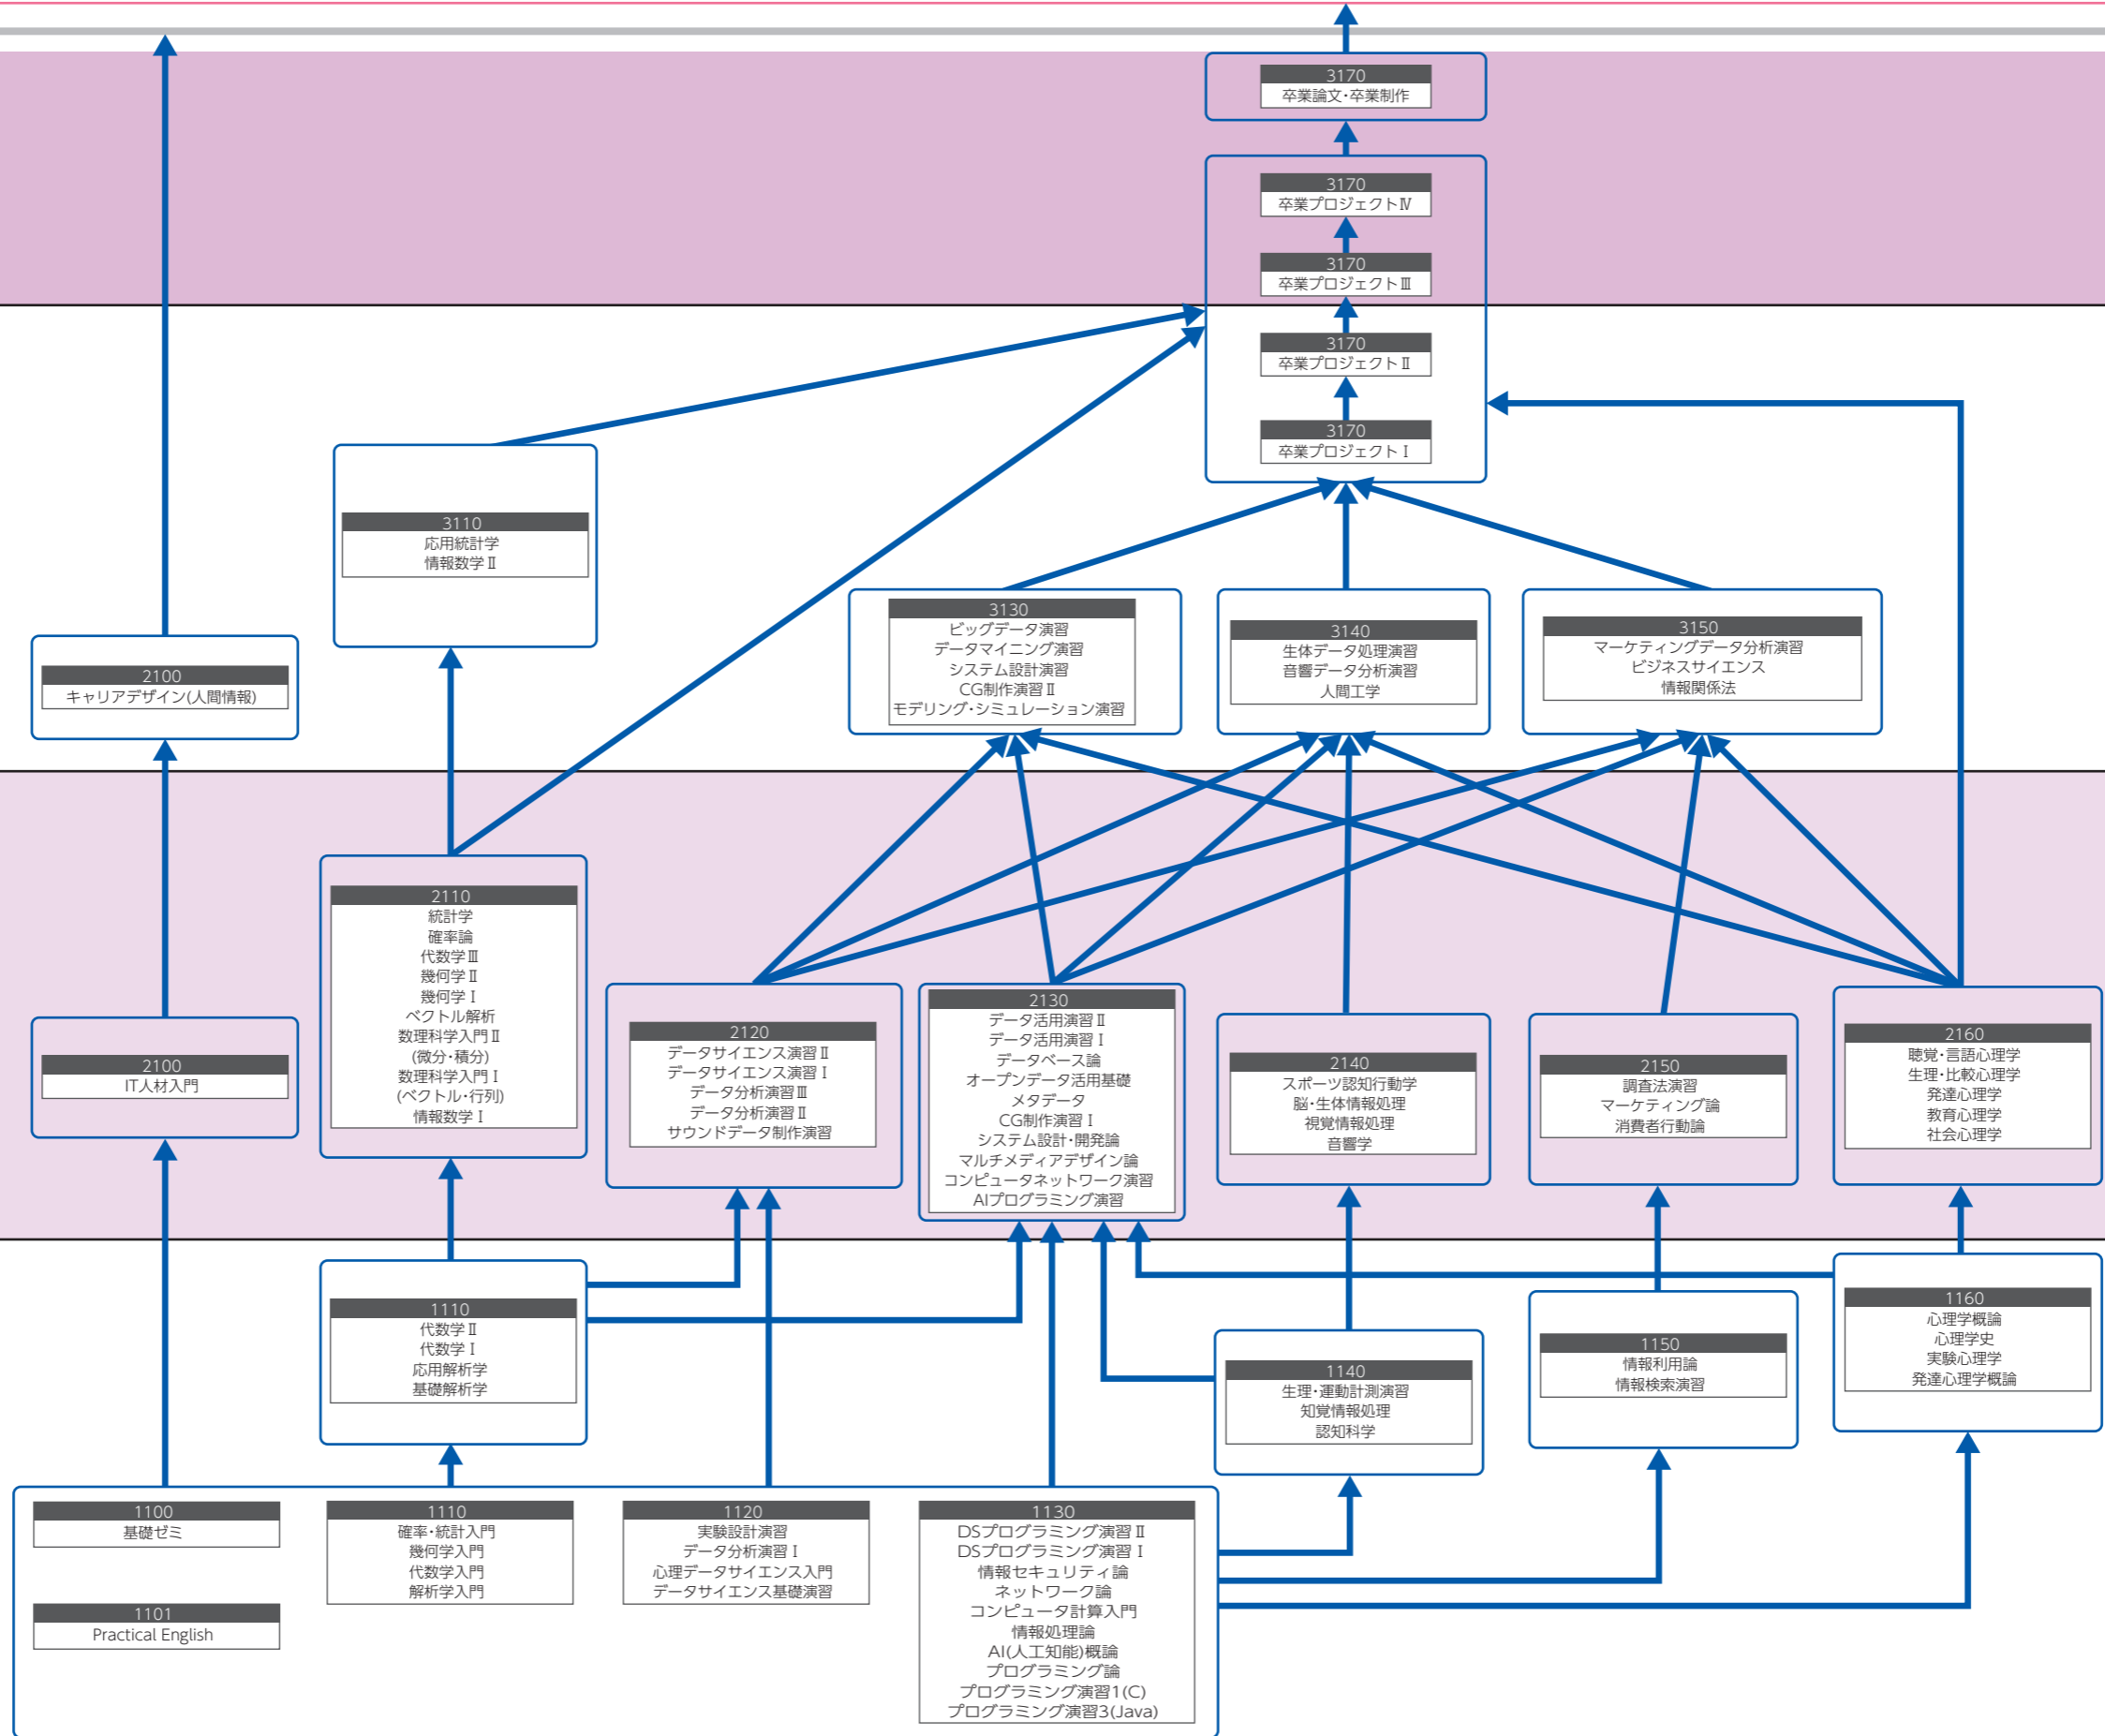 3170
卒業論文・卒業制作
3170
卒業プロジェクトⅣ
3170
卒業プロジェクトⅢ
3170
卒業プロジェクトⅡ
3170
卒業プロジェクトⅠ
3110
応用統計学
情報数学Ⅱ
2100
キャリアデザイン(人間情報)
3130
ビッグデータ演習
データマイニング演習
システム設計演習
CG制作演習Ⅱ
モデリング・シミュレーション演習
3140
生体データ処理演習
音響データ分析演習
人間工学
3150
マーケティングデータ分析演習
ビジネスサイエンス
情報関係法
2100
IT人材入門
2110
統計学
確率論
代数学Ⅲ
幾何学Ⅱ
幾何学Ⅰ
ベクトル解析
数理科学入門Ⅱ
(微分・積分)
数理科学入門Ⅰ
(ベクトル・行列)
情報数学Ⅰ
2120
データサイエンス演習Ⅱ
データサイエンス演習Ⅰ
データ分析演習Ⅲ
データ分析演習Ⅱ
サウンドデータ制作演習
2130
データ活用演習Ⅱ
データ活用演習Ⅰ
データベース論
オープンデータ活用基礎
メタデータ
CG制作演習Ⅰ
システム設計・開発論
マルチメディアデザイン論
コンピュータネットワーク演習
AIプログラミング演習
2140
スポーツ認知行動学
脳・生体情報処理
視覚情報処理
音響学
2150
調査法演習
マーケティング論
消費者行動論
2160
聴覚・言語心理学
生理・比較心理学
発達心理学
教育心理学
社会心理学
1110
代数学Ⅱ
代数学Ⅰ
応用解析学
基礎解析学
1140
生理・運動計測演習
知覚情報処理
認知科学
1150
情報利用論
情報検索演習
1160
心理学概論
心理学史
実験心理学
発達心理学概論
1100
基礎ゼミ
1101
Practical English
1110
確率・統計入門
幾何学入門
代数学入門
解析学入門
1120
実験設計演習
データ分析演習Ⅰ
心理データサイエンス入門
データサイエンス基礎演習
1130
DSプログラミング演習Ⅱ
DSプログラミング演習Ⅰ
情報セキュリティ論
ネットワーク論
コンピュータ計算入門
情報処理論
AI(人工知能)概論
プログラミング論
プログラミング演習1(C)
プログラミング演習3(Java)